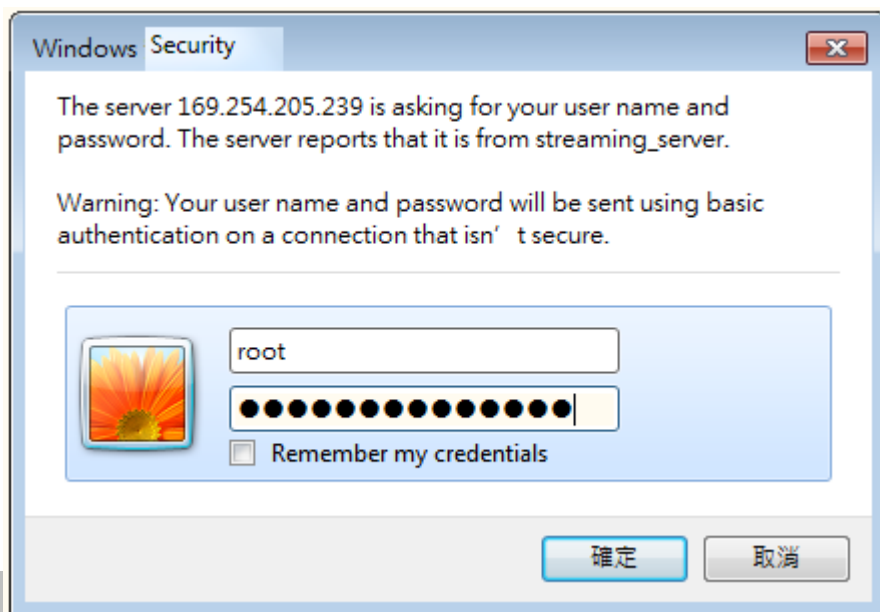 Windows Security
The server 169.254.205.239 is asking for your user name and
password. The server reports that it is from streaming_server.
Warning: Your user name and password will be sent using basic
authentication on a connection that isn’t secure.
root
●●●●●●●●●●●●●●
Remember my credentials
確定 取消